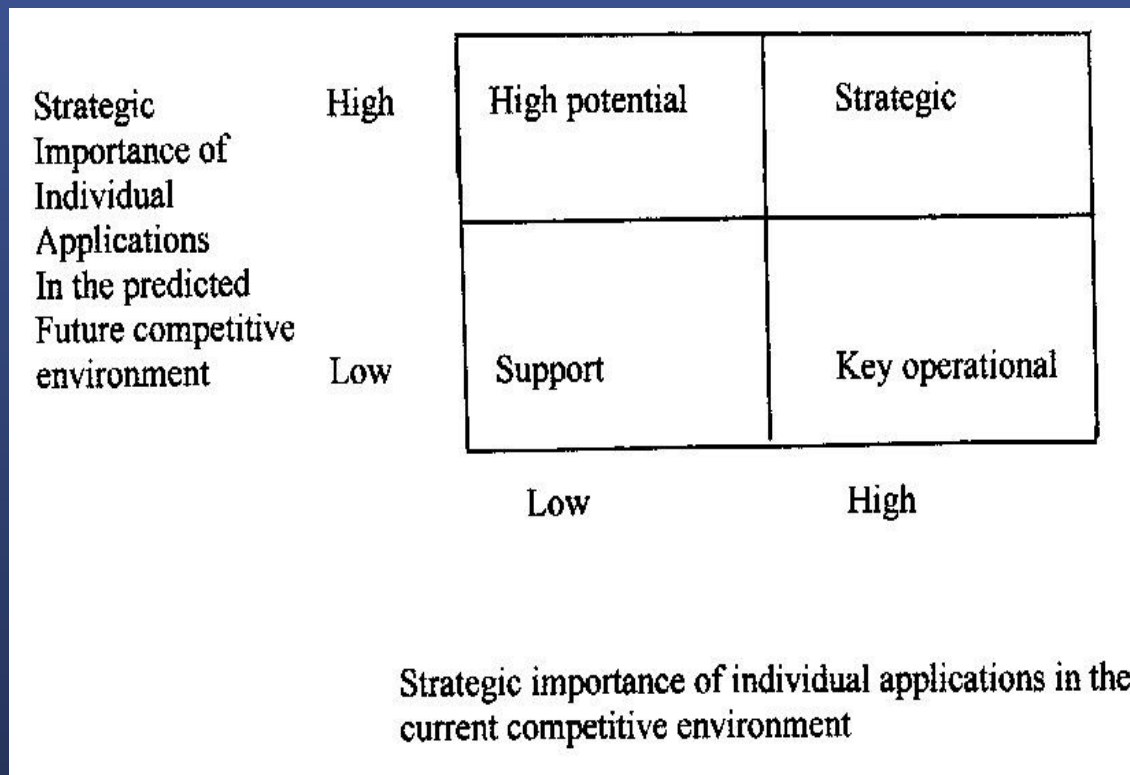 Strategic
Importance of
Individual
Applications
In the predicted
Future competitive
environment
High
Low
High potential
Strategic
Support
Key operational
Low
High
Strategic importance of individual applications in the
current competitive environment